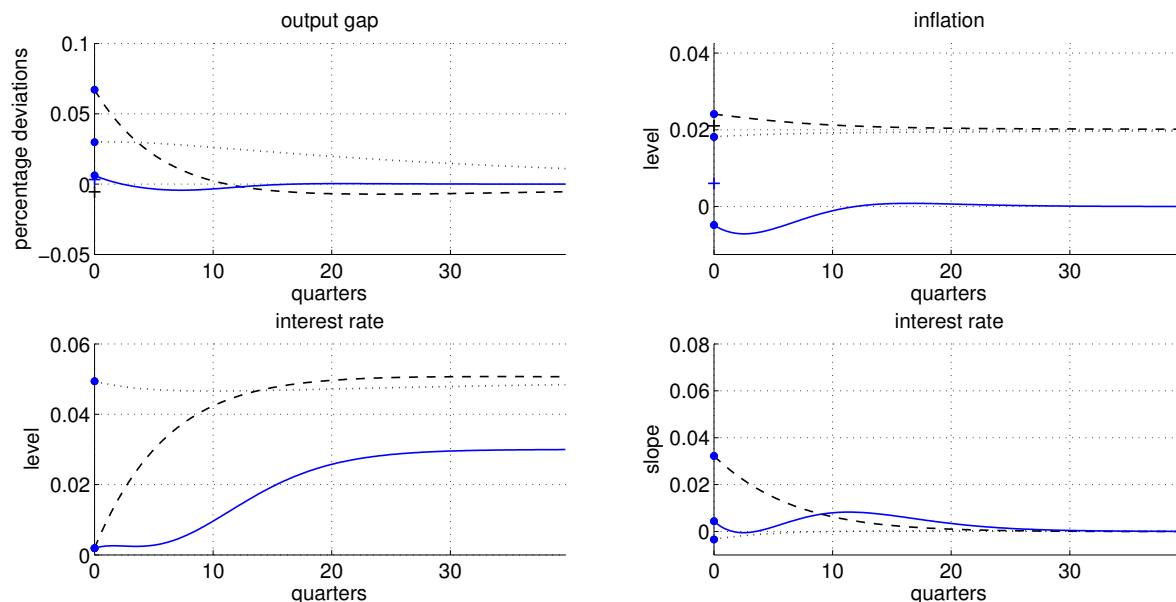 output gap
percentage deviations
0.1
0.05
0
−0.05
0 10 20 30
quarters
inflation
level
0.04
0.02
0
0 10 20 30
quarters
interest rate
level
0.06
0.04
0.02
0
0 10 20 30
quarters
interest rate
slope
0.08
0.06
0.04
0.02
0
0 10 20 30
quarters